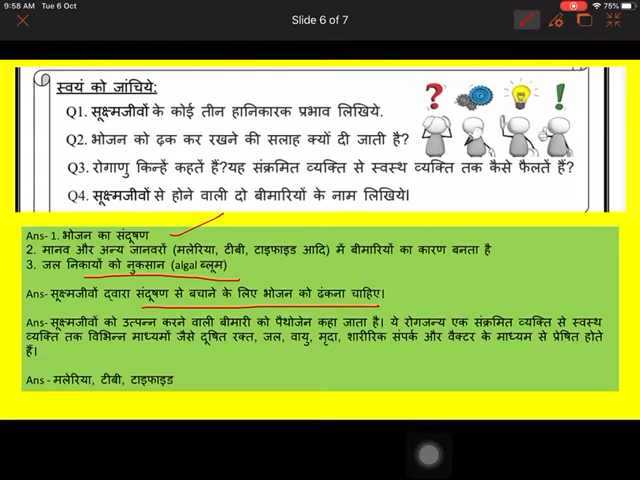 9:58 AM Tue 6 Oct
75%
Slide 6 of 7
स्वयं को जांचिये:
Q1. सूक्ष्मजीवों के कोई तीन हानिकारक प्रभाव लिखिये.
Q2. भोजन को ढ़क कर रखने की सलाह क्यों दी जाती है?
Q3. रोगाणु किन्हें कहतें हैं?यह संक्रमित व्यक्ति से स्वस्थ व्यक्ति तक कैसे फैलतें हैं?
Q4. सूक्ष्मजीवों से होने वाली दो बीमारियों के नाम लिखिये।
Ans- 1. भोजन का संदूषण
2. मानव और अन्य जानवरों (मलेरिया, टीबी, टाइफाइड आदि) में बीमारियों का कारण बनता है
3. जल निकायों को नुकसान (algal ब्लूम)
Ans- सूक्ष्मजीवों द्वारा संदूषण से बचाने के लिए भोजन को ढंकना चाहिए।
Ans- सूक्ष्मजीवों को उत्पन्न करने वाली बीमारी को पैथोजेन कहा जाता है। ये रोगजन्य एक संक्रमित व्यक्ति से स्वस्थ
व्यक्ति तक विभिन्न माध्यमों जैसे दूषित रक्त, जल, वायु, मृदा, शारीरिक संपर्क और वैक्टर के माध्यम से प्रेषित होते
हैं।
Ans - मलेरिया, टीबी, टाइफाइड